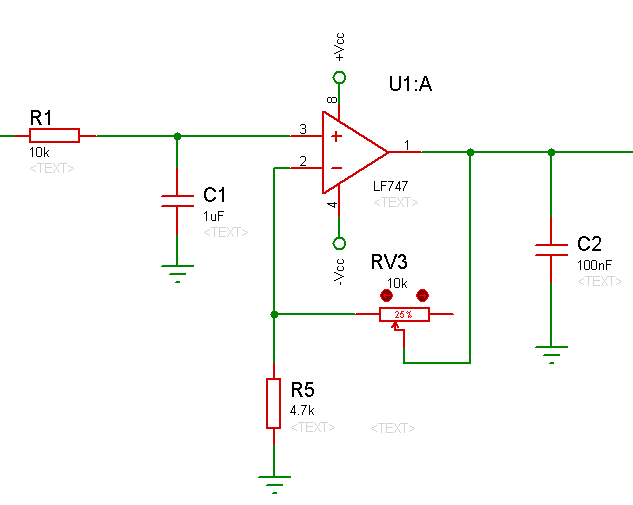 +Vcc
U1:A
8
R1
10k
<TEXT>
3
+
1
2
−
LF747
<TEXT>
4
C1
1uF
<TEXT>
-Vcc
RV3
10k
25%
C2
100nF
<TEXT>
R5
4.7k
<TEXT>
<TEXT>